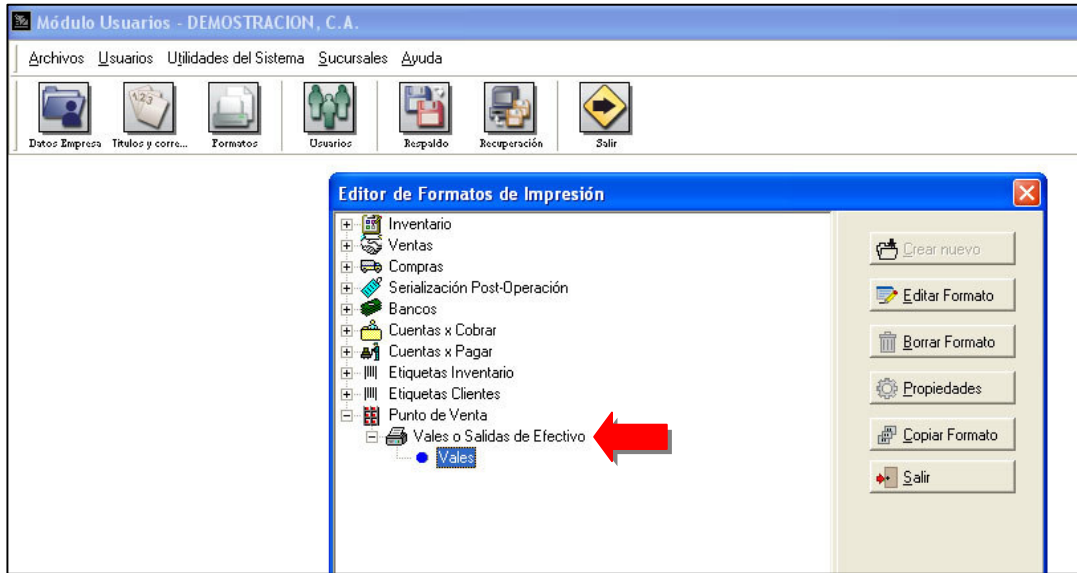 Módulo Usuarios - DEMOSTRACION, C.A.
Archivos Usuarios Utilidades del Sistema Sucursales Ayuda
Datos Empresa Titulos y corre... Formatos Usuarios Respaldo Recuperación Salir
Editor de Formatos de Impresión
Inventario
Ventas
Compras
Serialización Post-Operación
Bancos
Cuentas x Cobrar
Cuentas x Pagar
Etiquetas Inventario
Etiquetas Clientes
Punto de Venta
Vales o Salidas de Efectivo
Vales
Crear nuevo
Editar Formato
Borrar Formato
Propiedades
Copiar Formato
Salir